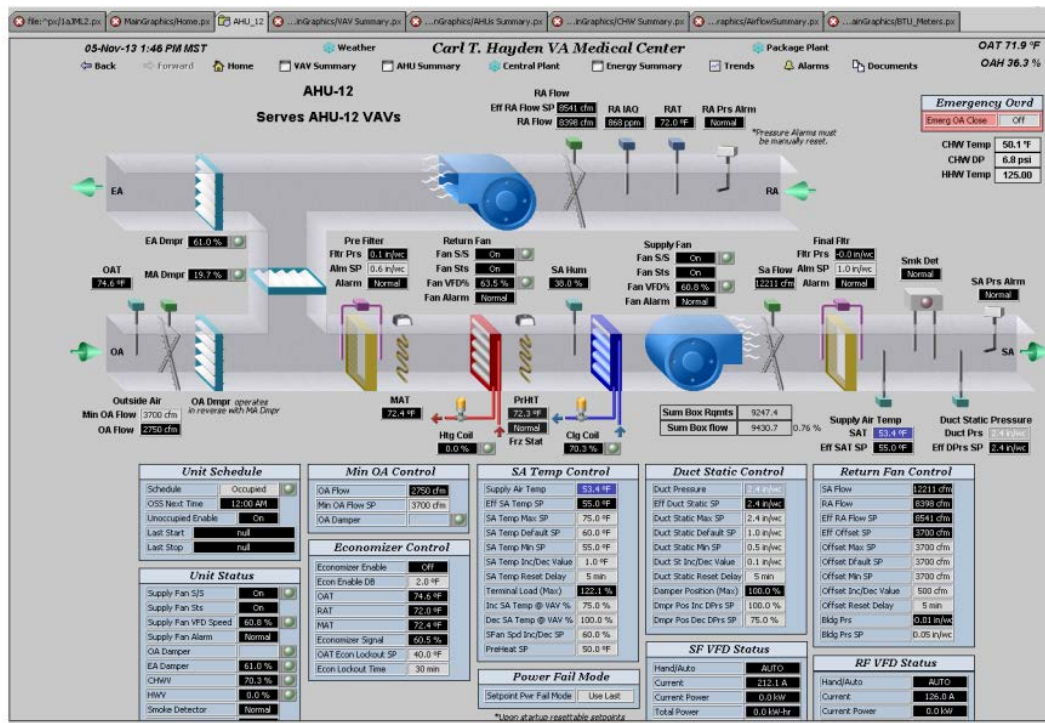 file:^px/1aJML2.px MainGraphics/Home.px AHU_12 ...inGraphics/VAV Summary.px ...nGraphics/AHUs Summary.px ...inGraphics/CHW Summary.px ...raphics/AirflowSummary.px ...ainGraphics/BTU_Meters.px
05-Nov-13 1:46 PM MST Weather Carl T. Hayden VA Medical Center Package Plant OAT 71.9 °F
Back Forward Home VAV Summary AHU Summary Central Plant Energy Summary Trends Alarms Documents OAH 36.3 %
AHU-12
Serves AHU-12 VAVs
RA Flow
Eff RA Flow SP 8541 cfm RA IAQ RAT RA Prs Alrm
RA Flow 8398 cfm 868 ppm 72.0 °F Normal
*Pressure Alarms must
be manually reset.
Emergency Ovrd
Emerg OA Close Off
CHW Temp 50.1 °F
CHW DP 6.8 psi
HHW Temp 125.00
EA
RA
EA Dmpr 61.0 %
MA Dmpr 19.7 %
OAT
74.6 °F
Pre Filter
Fltr Prs 0.1 in/wc
Alm SP 0.6 in/wc
Alarm Normal
Return Fan
Fan S/S On
Fan Sts On
Fan VFD% 63.5 %
Fan Alarm Normal
SA Hum
38.0 %
Supply Fan
Fan S/S On
Fan Sts On
Fan VFD% 60.8 %
Fan Alarm Normal
Sa Flow
12211 cfm
Final Fltr
Fltr Prs -0.0 in/wc
Alm SP 1.0 in/wc
Alarm Normal
Smk Det
SA Prs Alrm
Normal
OA
SA
Outside Air
Min OA Flow 3700 cfm
OA Flow 2750 cfm
OA Dmpr operates
in reverse with MA Dmpr
MAT
72.4 °F
Htg Coil
0.0 %
PrHtT
72.3 °F
Normal
Frz Stat
Clg Coil
70.3 %
Sum Box Rqmts 9247.4
Sum Box flow 9430.7 0.76 %
Supply Air Temp
SAT 53.4 °F
Eff SAT SP 55.0 °F
Duct Static Pressure
Duct Prs 2.4 in/wc
Eff DPrs SP 2.4 in/wc
Unit Schedule
Schedule Occupied
OSS Next Time 12:00 AM
Unoccupied Enable On
Last Start null
Last Stop null
Unit Status
Supply Fan S/S On
Supply Fan Sts On
Supply Fan VFD Speed 60.8 %
Supply Fan Alarm Normal
OA Damper
EA Damper 61.0 %
CHWV 70.3 %
HWV 0.0 %
Smoke Detector Normal
Min OA Control
OA Flow 2750 cfm
Min OA Flow SP 3700 cfm
OA Damper
Economizer Control
Economizer Enable Off
Econ Enable DB 2.0 °F
OAT 74.6 °F
RAT 72.0 °F
MAT 72.4 °F
Economizer Signal 60.5 %
OAT Econ Lockout SP 40.0 °F
Econ Lockout Time 30 min
SA Temp Control
Supply Air Temp 53.4 °F
Eff SA Temp SP 55.0 °F
SA Temp Max SP 75.0 °F
SA Temp Default SP 60.0 °F
SA Temp Min SP 55.0 °F
SA Temp Inc/Dec Value 1.0 °F
SA Temp Reset Delay 5 min
Terminal Load (Max) 122.1 %
Inc SA Temp @ VAV % 75.0 %
Dec SA Temp @ VAV % 100.0 %
SFan Spd Inc/Dec SP 60.0 %
PreHeat SP 50.0 °F
Power Fail Mode
Setpoint Pwr Fail Mode Use Last
*Upon startup resettable setpoints
Duct Static Control
Duct Pressure 2.4 in/wc
Eff Duct Static SP 2.4 in/wc
Duct Static Max SP 2.4 in/wc
Duct Static Default SP 1.0 in/wc
Duct Static Min SP 0.5 in/wc
Duct St Inc/Dec Value 0.1 in/wc
Duct Static Reset Delay 5 min
Damper Position (Max) 100.0 %
Dmpr Pos Inc DPrs SP 100.0 %
Dmpr Pos Dec DPrs SP 75.0 %
SF VFD Status
Hand/Auto AUTO
Current 212.1 A
Current Power 0.0 kW
Total Power 0.0 kW-hr
Return Fan Control
SA Flow 12211 cfm
RA Flow 8398 cfm
Eff RA Flow SP 8541 cfm
Eff Offset SP 3700 cfm
Offset Max SP 3700 cfm
Offset Dfault SP 3700 cfm
Offset Min SP 3700 cfm
Offset Inc/Dec Value 500 cfm
Offset Reset Delay 5 min
Bldg Prs 0.01 in/wc
Bldg Prs SP 0.05 in/wc
RF VFD Status
Hand/Auto AUTO
Current 126.0 A
Current Power 0.0 kW